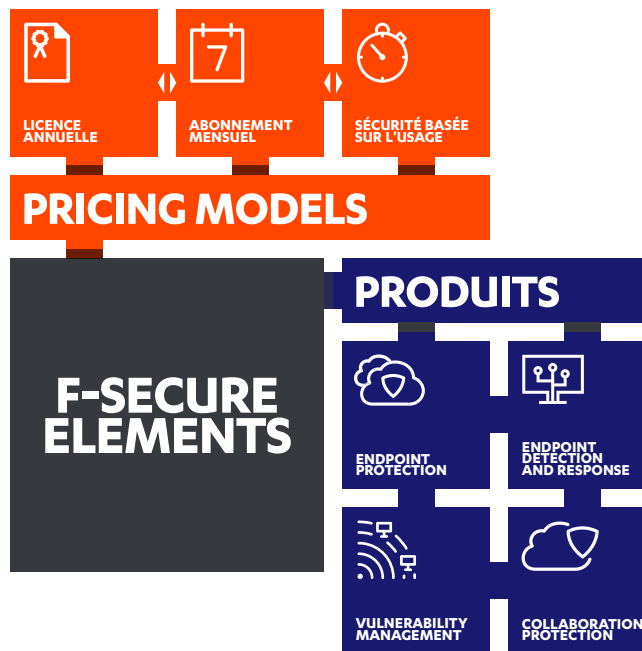 LICENCE
ANNUELLE
7
ABONNEMENT
MENSUEL
SÉCURITÉ BASÉE
SUR L'USAGE
PRICING MODELS
F-SECURE
ELEMENTS
PRODUITS
ENDPOINT
PROTECTION
ENDPOINT
DETECTION
AND RESPONSE
VULNERABILITY
MANAGEMENT
COLLABORATION
PROTECTION